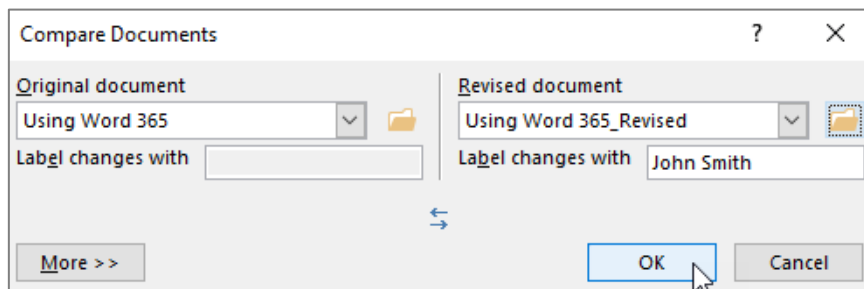 Compare Documents ?
Original document Revised document
Using Word 365 Using Word 365_Revised
Label changes with Label changes with John Smith
More >> OK Cancel